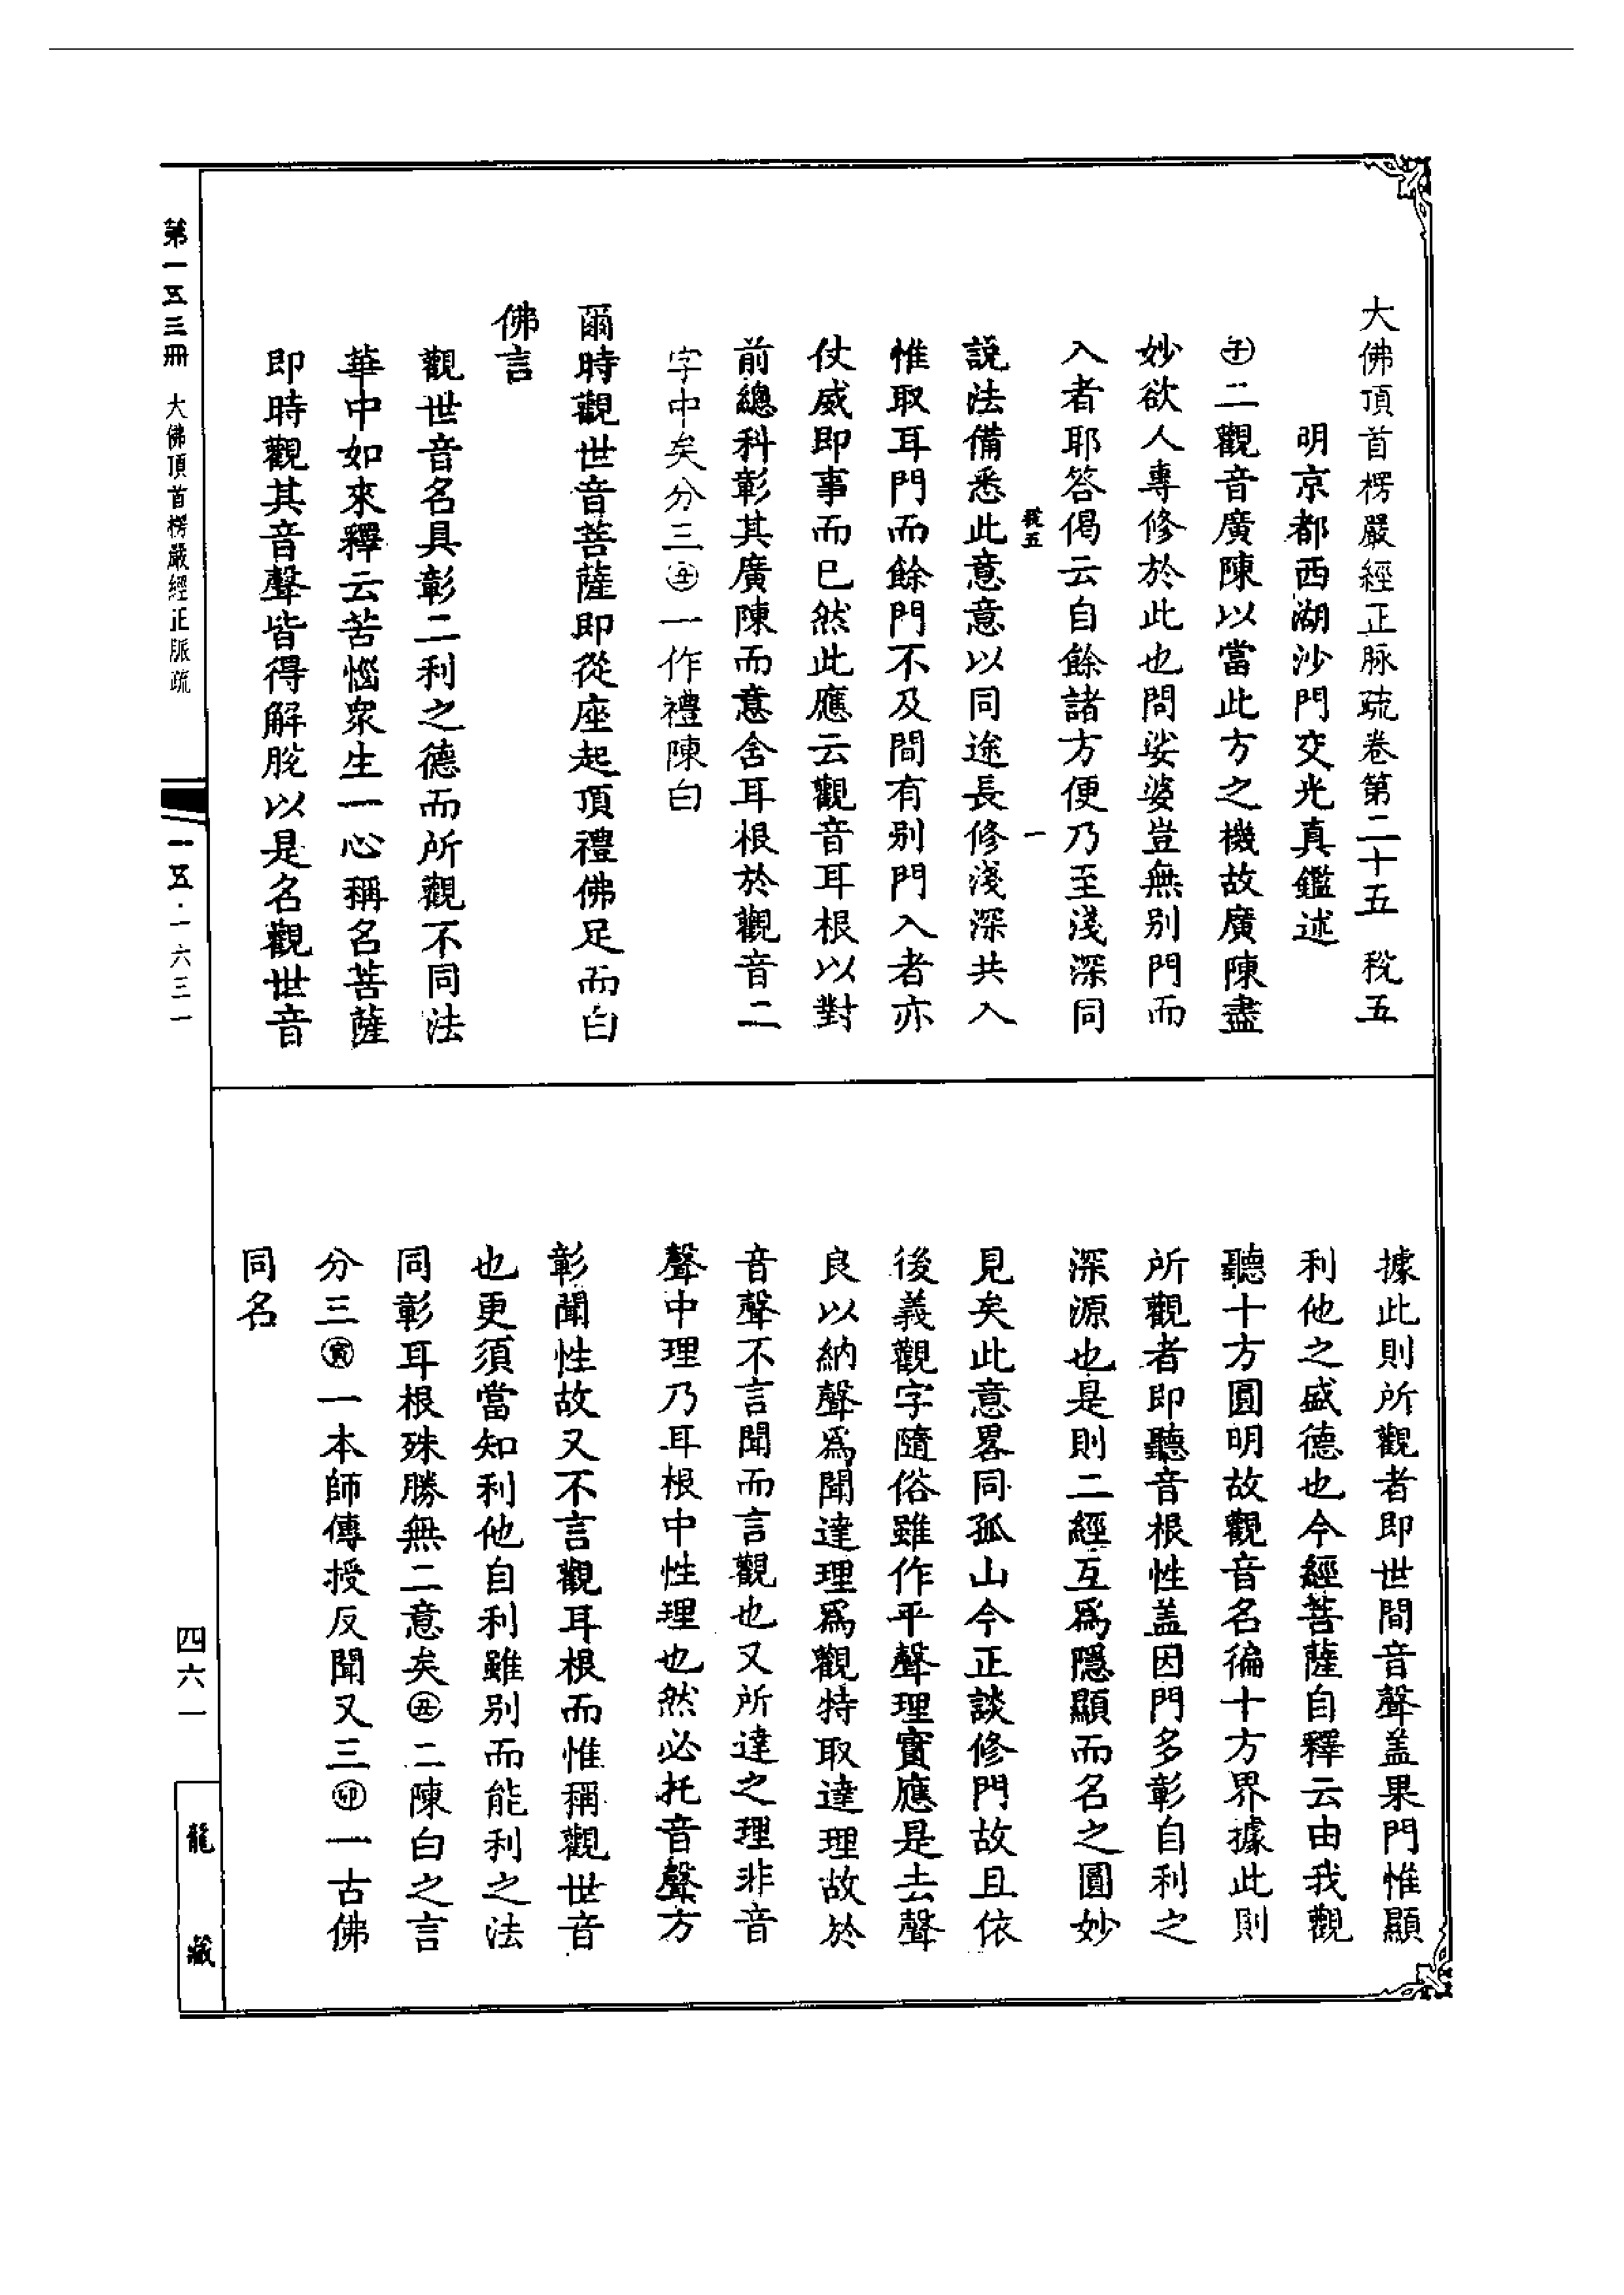 大佛頂首楞嚴經正脉疏卷第二十五　稅五
明京都西湖沙門交光真鑑述
㊛子二觀音廣陳以當此方之機故廣陳盡
妙欲人專修於此也問娑婆豈無別門而
入者耶答偈云自餘諸方便乃至淺深同
稅五　一
說法備悉此意意以同途長修淺深共入
惟取耳門而餘門不及間有別門入者亦
仗威即事而巳然此應云觀音耳根以對
前總科彰其廣陳而意含耳根於觀音二
字中矣分三丑一作禮陳白
爾時觀世音菩薩即從座起頂禮佛足而白
佛言
觀世音名具彰二利之德而所觀不同法
華中如來釋云苦惱眾生一心稱名菩薩
即時觀其音聲皆得解脫以是名觀世音
據此則所觀者即世間音聲盖果門惟顯
利他之盛德也今經菩薩自釋云由我觀
聽十方圓明故觀音名徧十方界據此則
所觀者即聽音根性盖因門多彰自利之
深源也是則二經互爲隱顯而名之圓妙
見矣此意畧同孤山今正談修門故且依
後義觀字隨俗雖作平聲理實應是去聲
良以納聲爲聞達理爲觀特取達理故於
音聲不言聞而言觀也又所達之理非音
聲中理乃耳根中性理也然必托音聲方
彰聞性故又不言觀耳根而惟稱觀世音
也更須當知利他自利雖别而能利之法
同彰耳根殊勝無二意矣丑二陳白之言
分三寅一本師傳授反聞又三卯一古佛
同名
第一五三冊　大佛頂首楞嚴經正脈疏
一五·一六三一
四六一
龍藏